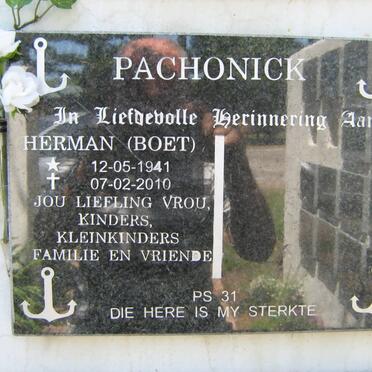 PACHONICK
In Liefdevolle Herinnering Aan
HERMAN (BOET)
12-05-1941
07-02-2010
JOU LIEFLING VROU,
KINDERS,
KLEINKINDERS
FAMILIE EN VRIENDE
PS 31
DIE HERE IS MY STERKTE